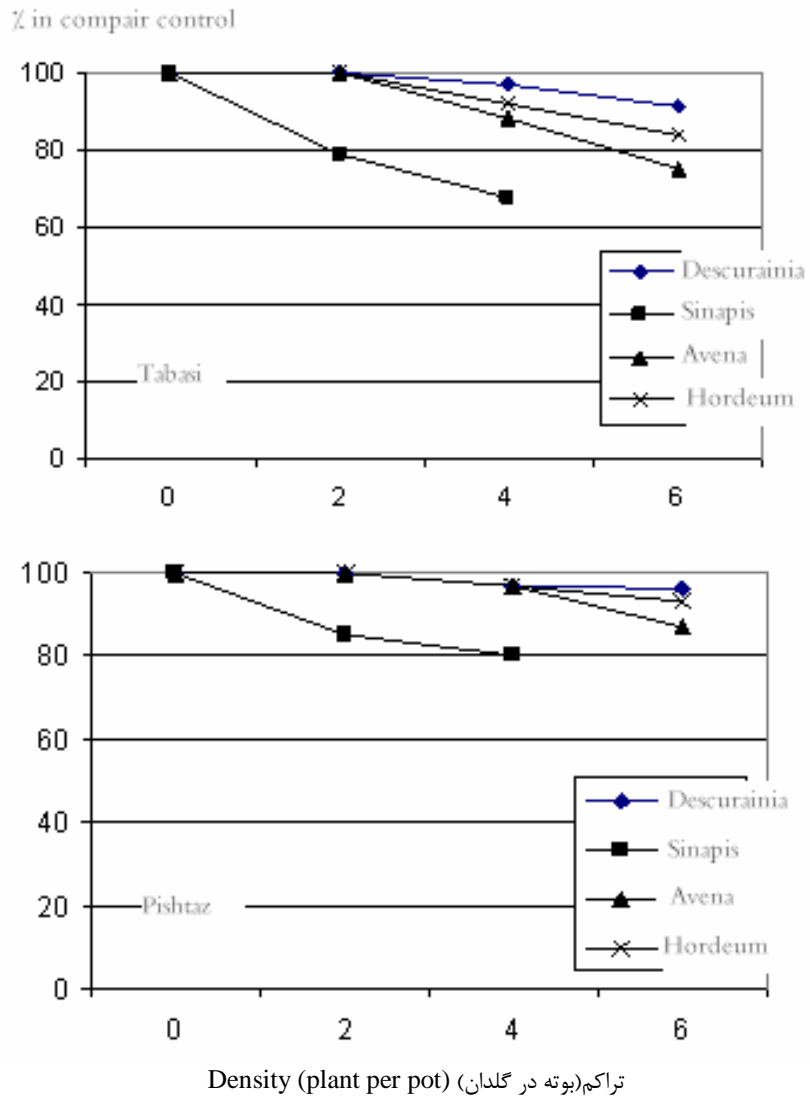 % in compair control
100
80
60
40
20
0
Tabasi
Descurainia
Sinapis
Avena
Hordeum
0 2 4 6
100
80
60
40
20
0
Pishtaz
Descurainia
Sinapis
Avena
Hordeum
0 2 4 6
Density (plant per pot) تراکم(بوته در گلدان)